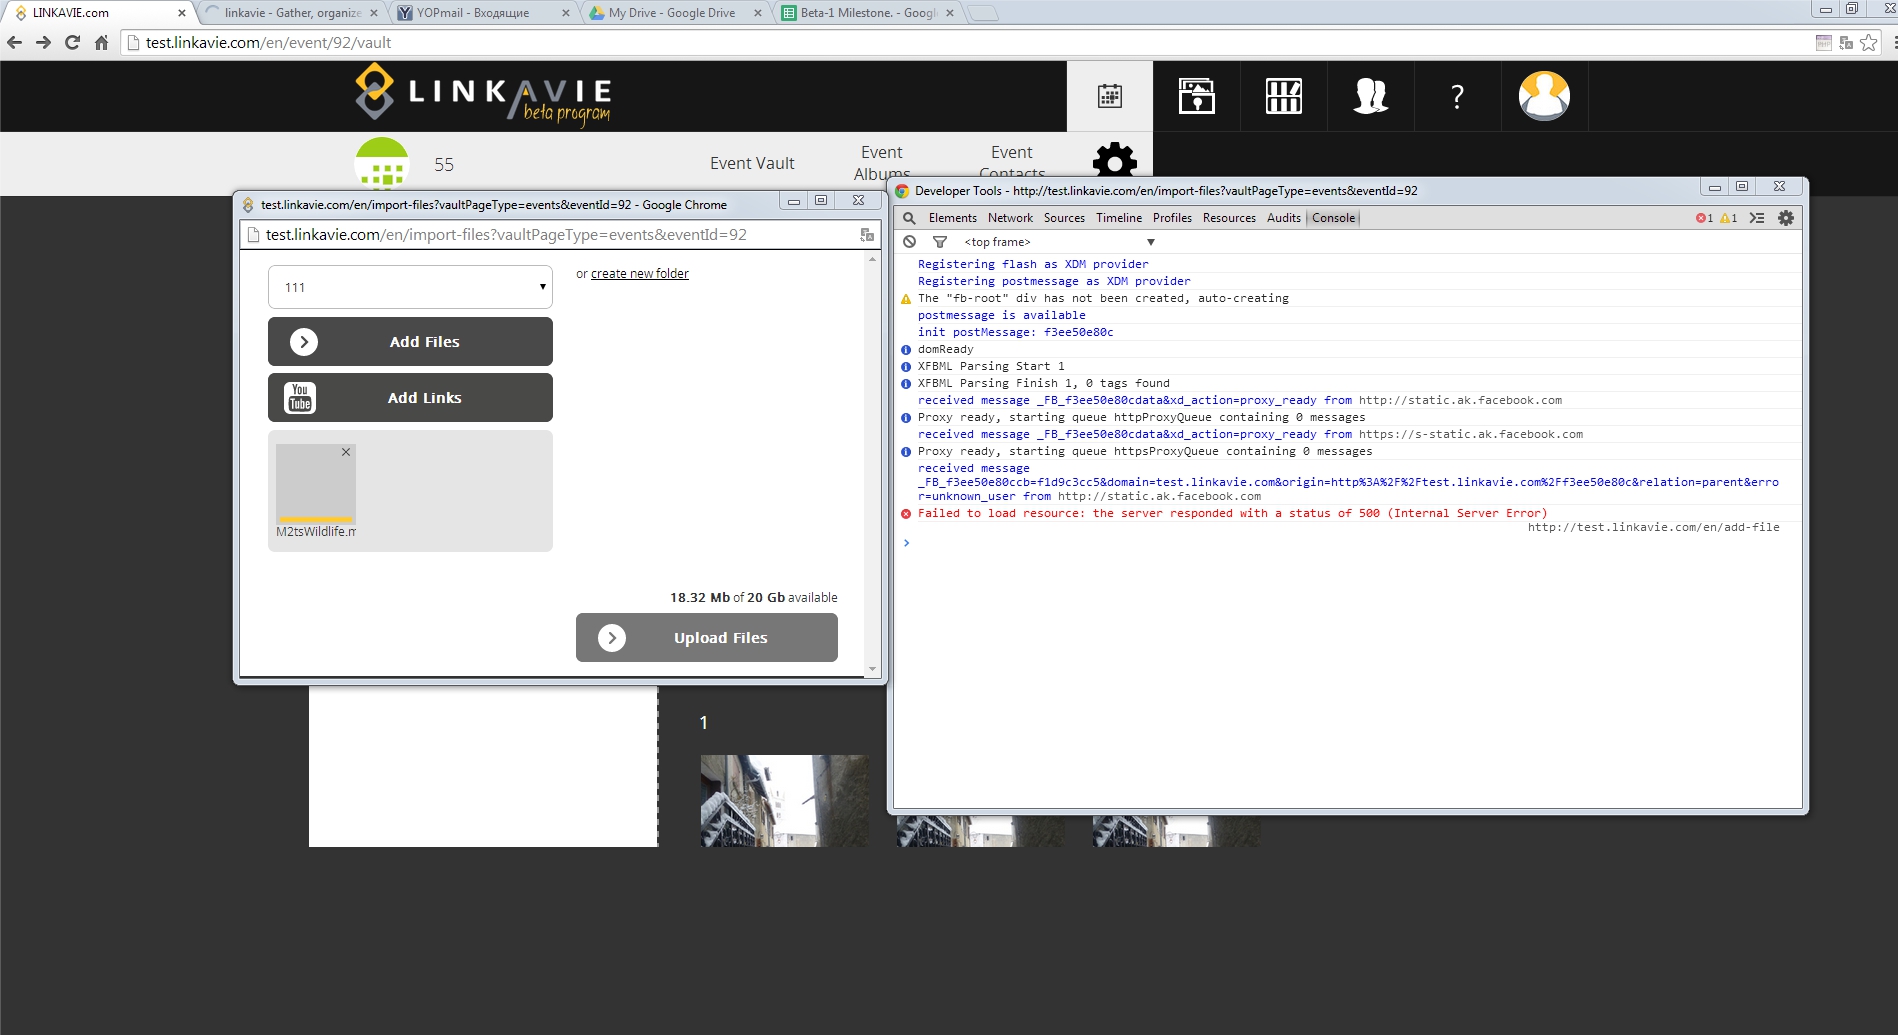 LINKAVIE.com
linkavie - Gather, organize
YOPmail - Входящие
My Drive - Google Drive
Beta-1 Milestone. - Googl
test.linkavie.com/en/event/92/vault
LINKAVIE
beta program
?
55
Event Vault
Event
Albums
Event
Contacts
test.linkavie.com/en/import-files?vaultPageType=events&eventId=92 - Google Chrome
test.linkavie.com/en/import-files?vaultPageType=events&eventId=92
111
or create new folder
Add Files
You
Tube
Add Links
M2tsWildlife.m
18.32 Mb of 20 Gb available
Upload Files
1
Developer Tools - http://test.linkavie.com/en/import-files?vaultPageType=events&eventId=92
Elements Network Sources Timeline Profiles Resources Audits Console
1 1
<top frame>
Registering flash as XDM provider
Registering postmessage as XDM provider
The "fb-root" div has not been created, auto-creating
postmessage is available
init postMessage: f3ee50e80c
domReady
XFBML Parsing Start 1
XFBML Parsing Finish 1, 0 tags found
received message _FB_f3ee50e80cdata&xd_action=proxy_ready from http://static.ak.facebook.com
Proxy ready, starting queue httpProxyQueue containing 0 messages
received message _FB_f3ee50e80cdata&xd_action=proxy_ready from https://s-static.ak.facebook.com
Proxy ready, starting queue httpsProxyQueue containing 0 messages
received message
_FB_f3ee50e80ccb=f1d9c3cc5&domain=test.linkavie.com&origin=http%3A%2F%2Ftest.linkavie.com%2Ff3ee50e80c&relation=parent&erro
r=unknown_user from http://static.ak.facebook.com
Failed to load resource: the server responded with a status of 500 (Internal Server Error)
http://test.linkavie.com/en/add-file